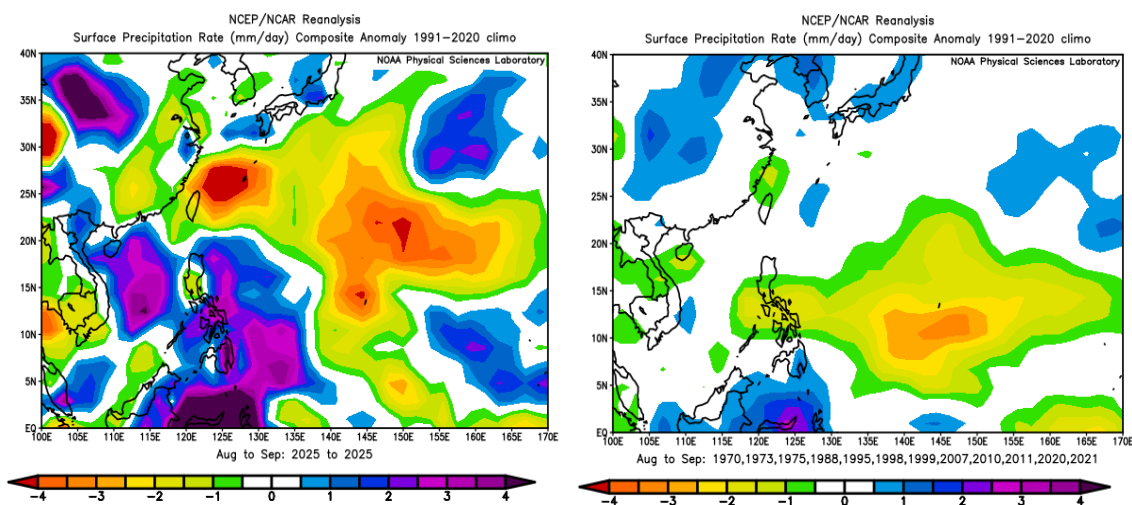 NCEP/NCAR Reanalysis
Surface Precipitation Rate (mm/day) Composite Anomaly 1991-2020 climo
NOAA Physical Sciences Laboratory
40N
35N
30N
25N
20N
15N
10N
5N
EQ
100E 105E 110E 115E 120E 125E 130E 135E 140E 145E 150E 155E 160E 165E 170E
Aug to Sep: 2025 to 2025
-4 -3 -2 -1 0 1 2 3 4
NCEP/NCAR Reanalysis
Surface Precipitation Rate (mm/day) Composite Anomaly 1991-2020 climo
NOAA Physical Sciences Laboratory
40N
35N
30N
25N
20N
15N
10N
5N
EQ
100E 105E 110E 115E 120E 125E 130E 135E 140E 145E 150E 155E 160E 165E 170E
Aug to Sep: 1970,1973,1975,1988,1995,1998,1999,2007,2010,2011,2020,2021
-4 -3 -2 -1 0 1 2 3 4